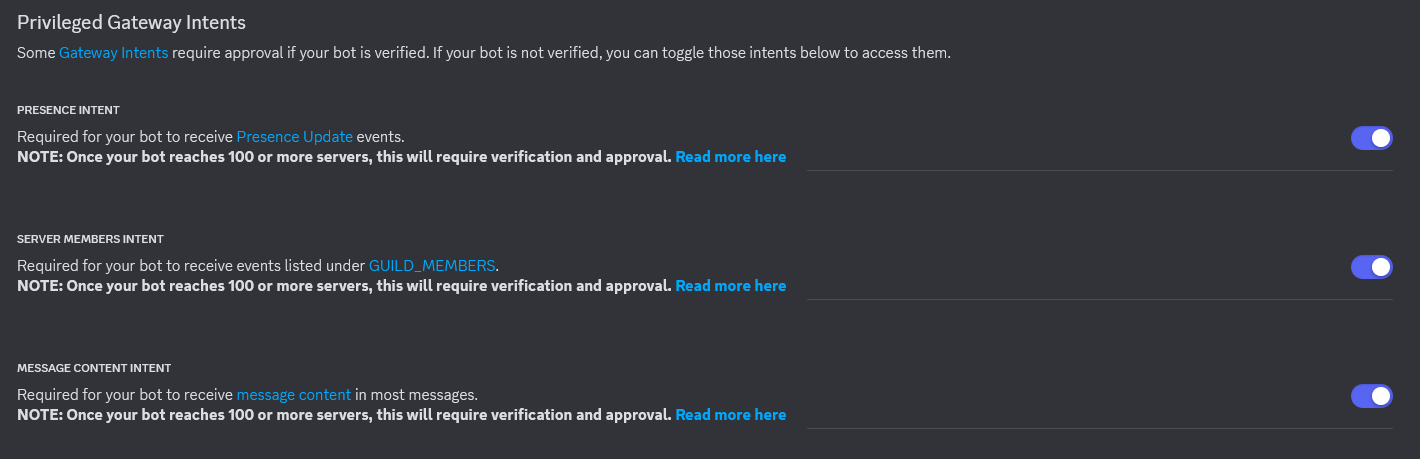 Privileged Gateway Intents
Some Gateway Intents require approval if your bot is verified. If your bot is not verified, you can toggle those intents below to access them.
PRESENCE INTENT
Required for your bot to receive Presence Update events.
NOTE: Once your bot reaches 100 or more servers, this will require verification and approval. Read more here
SERVER MEMBERS INTENT
Required for your bot to receive events listed under GUILD_MEMBERS.
NOTE: Once your bot reaches 100 or more servers, this will require verification and approval. Read more here
MESSAGE CONTENT INTENT
Required for your bot to receive message content in most messages.
NOTE: Once your bot reaches 100 or more servers, this will require verification and approval. Read more here